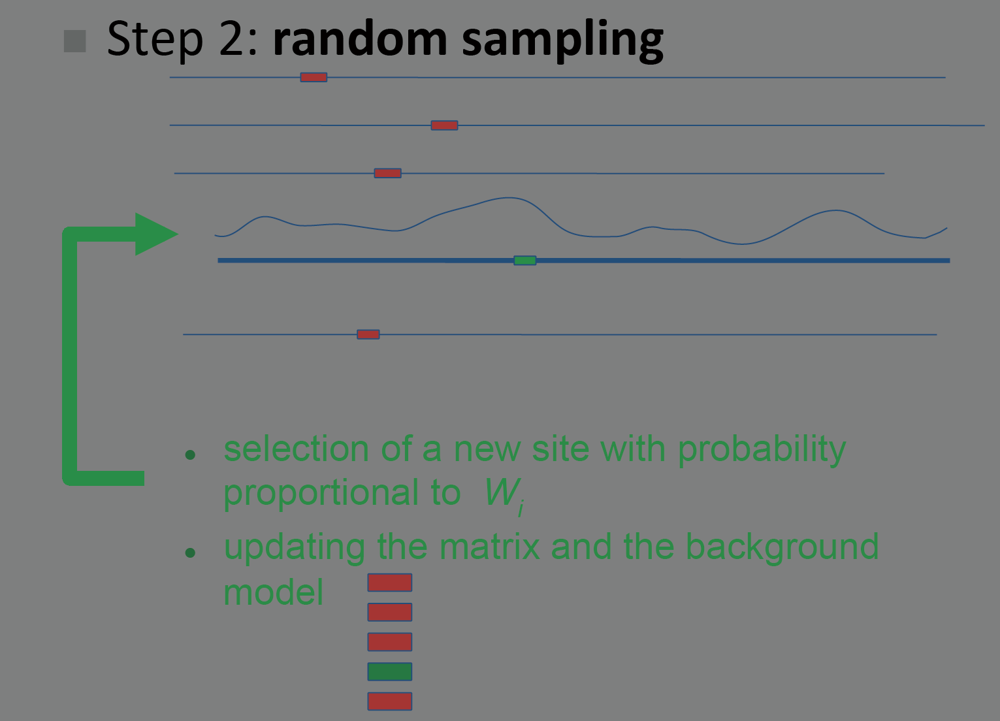 Step 2: random sampling
selection of a new site with probability
proportional to Wi
updating the matrix and the background
model